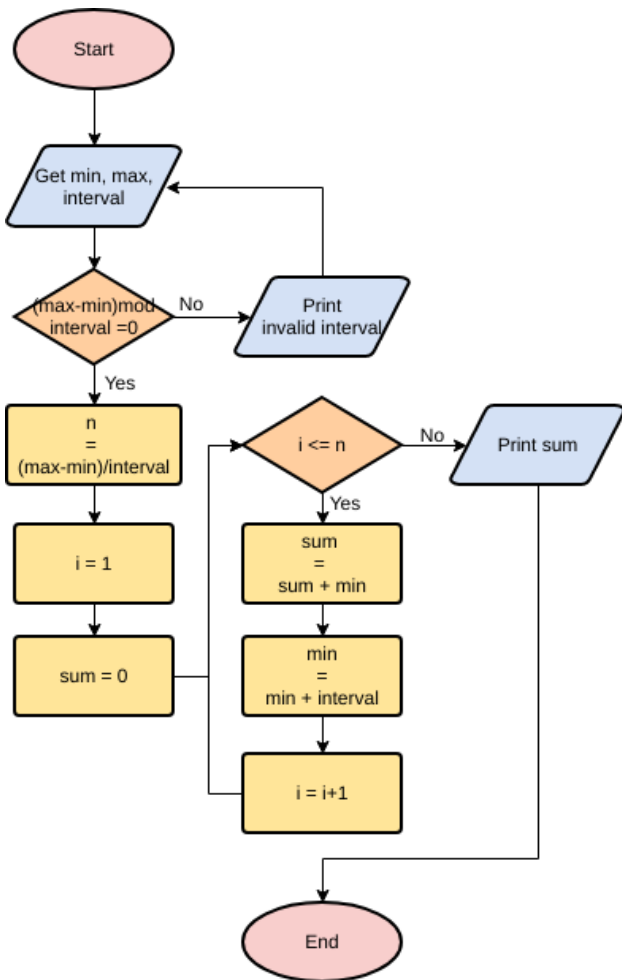 Start
Get min, max,
interval
(max-min)mod
interval =0
No
Print
invalid interval
Yes
n
=
(max-min)/interval
i = 1
sum = 0
i <= n
No
Print sum
Yes
sum
=
sum + min
min
=
min + interval
i = i+1
End